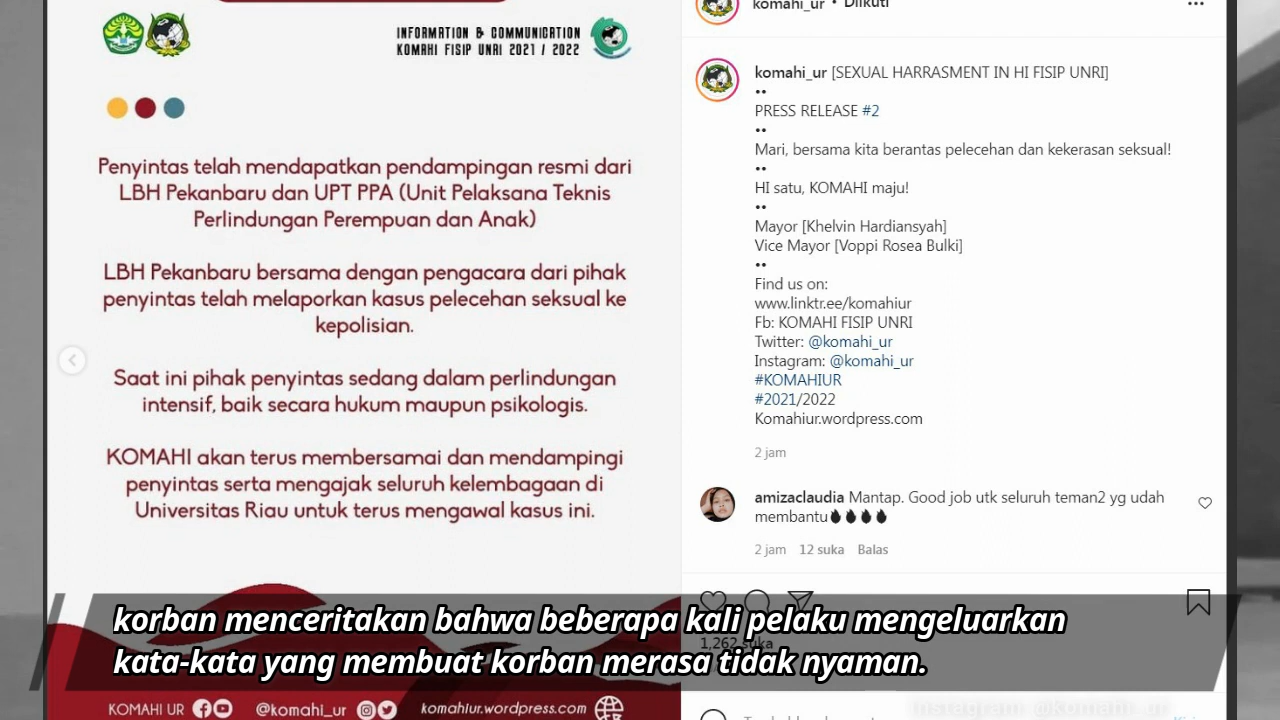 INFORMATION & COMMUNICATION
KOMAHI FISIP UNRI 2021 / 2022
Penyintas telah mendapatkan pendampingan resmi dari
LBH Pekanbaru dan UPT PPA (Unit Pelaksana Teknis
Perlindungan Perempuan dan Anak)
LBH Pekanbaru bersama dengan pengacara dari pihak
penyintas telah melaporkan kasus pelecehan seksual ke
kepolisian.
Saat ini pihak penyintas sedang dalam perlindungan
intensif, baik secara hukum maupun psikologis.
KOMAHI akan terus membersamai dan mendampingi
penyintas serta mengajak seluruh kelembagaan di
Universitas Riau untuk terus mengawal kasus ini.
KOMAHI UR @komahi_ur komahiur.wordpress.com
komahi_ur • Diikuti
komahi_ur [SEXUAL HARRASMENT IN HI FISIP UNRI]
••
PRESS RELEASE #2
••
Mari, bersama kita berantas pelecehan dan kekerasan seksual!
••
HI satu, KOMAHI maju!
••
Mayor [Khelvin Hardiansyah]
Vice Mayor [Voppi Rosea Bulki]
••
Find us on:
www.linktr.ee/komahiur
Fb: KOMAHI FISIP UNRI
Twitter: @komahi_ur
Instagram: @komahi_ur
#KOMAHIUR
#2021/2022
Komahiur.wordpress.com
2 jam
amizaclaudia Mantap. Good job utk seluruh teman2 yg udah
membantu
2 jam 12 suka Balas
1,262 suka
korban menceritakan bahwa beberapa kali pelaku mengeluarkan
kata-kata yang membuat korban merasa tidak nyaman.
Instagram: @komahi_ur